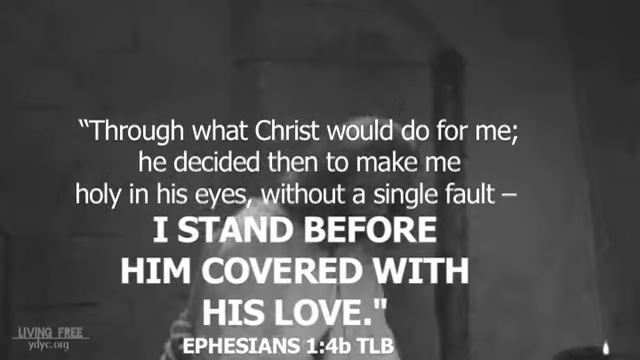 “Through what Christ would do for me;
he decided then to make me
holy in his eyes, without a single fault –
I STAND BEFORE
HIM COVERED WITH
HIS LOVE."
EPHESIANS 1:4b TLB
LIVING FREE
ydyc.org